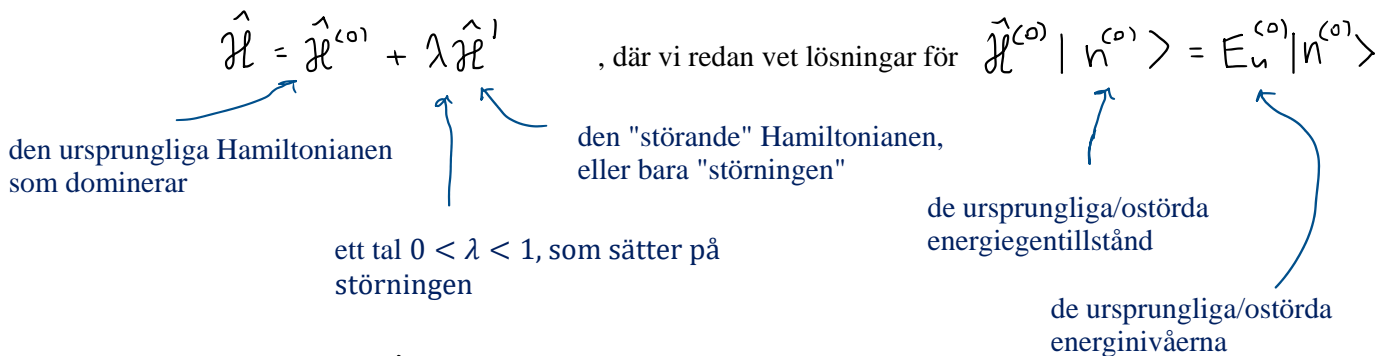 Ĥ = Ĥ⁽⁰⁾ + λĤ' , där vi redan vet lösningar för Ĥ⁽⁰⁾ | n⁽⁰⁾ > = Eₙ⁽⁰⁾ | n⁽⁰⁾ >
den ursprungliga Hamiltonianen
som dominerar
den "störande" Hamiltonianen,
eller bara "störningen"
ett tal 0 < λ < 1, som sätter på
störningen
de ursprungliga/ostörda
energiegentillstånd
de ursprungliga/ostörda
energinivåerna